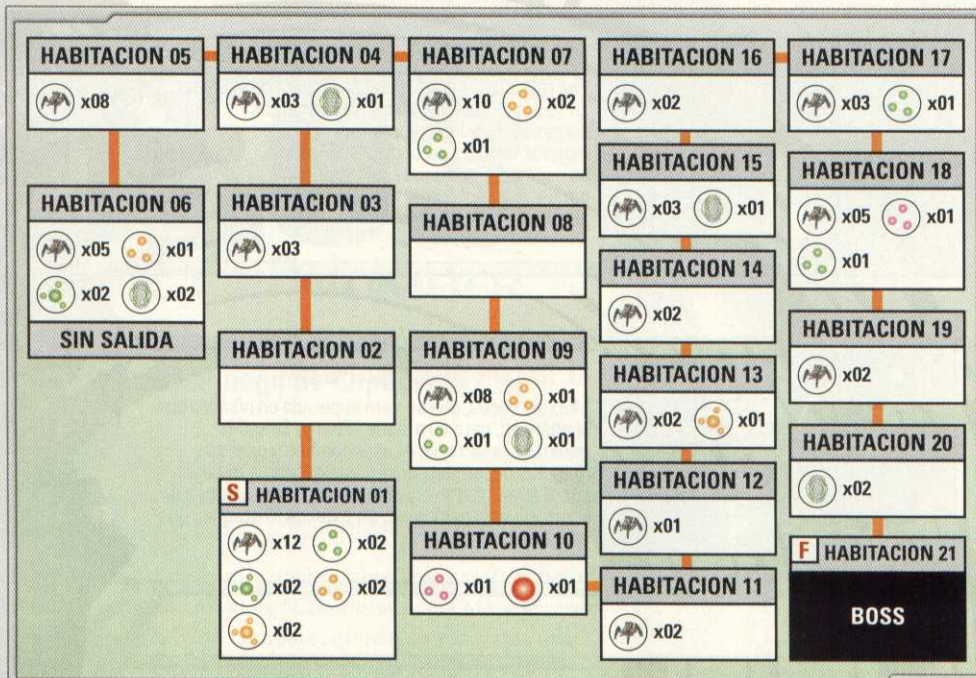 HABITACION 05
x08
HABITACION 06
x05 x01
x02 x02
SIN SALIDA
HABITACION 04
x03 x01
HABITACION 03
x03
HABITACION 02
S HABITACION 01
x12 x02
x02 x02
x02
HABITACION 07
x10 x02
x01
HABITACION 08
HABITACION 09
x08 x01
x01 x01
HABITACION 10
x01 x01
HABITACION 16
x02
HABITACION 15
x03 x01
HABITACION 14
x02
HABITACION 13
x02 x01
HABITACION 12
x01
HABITACION 11
x02
HABITACION 17
x03 x01
HABITACION 18
x05 x01
x01
HABITACION 19
x02
HABITACION 20
x02
F HABITACION 21
BOSS